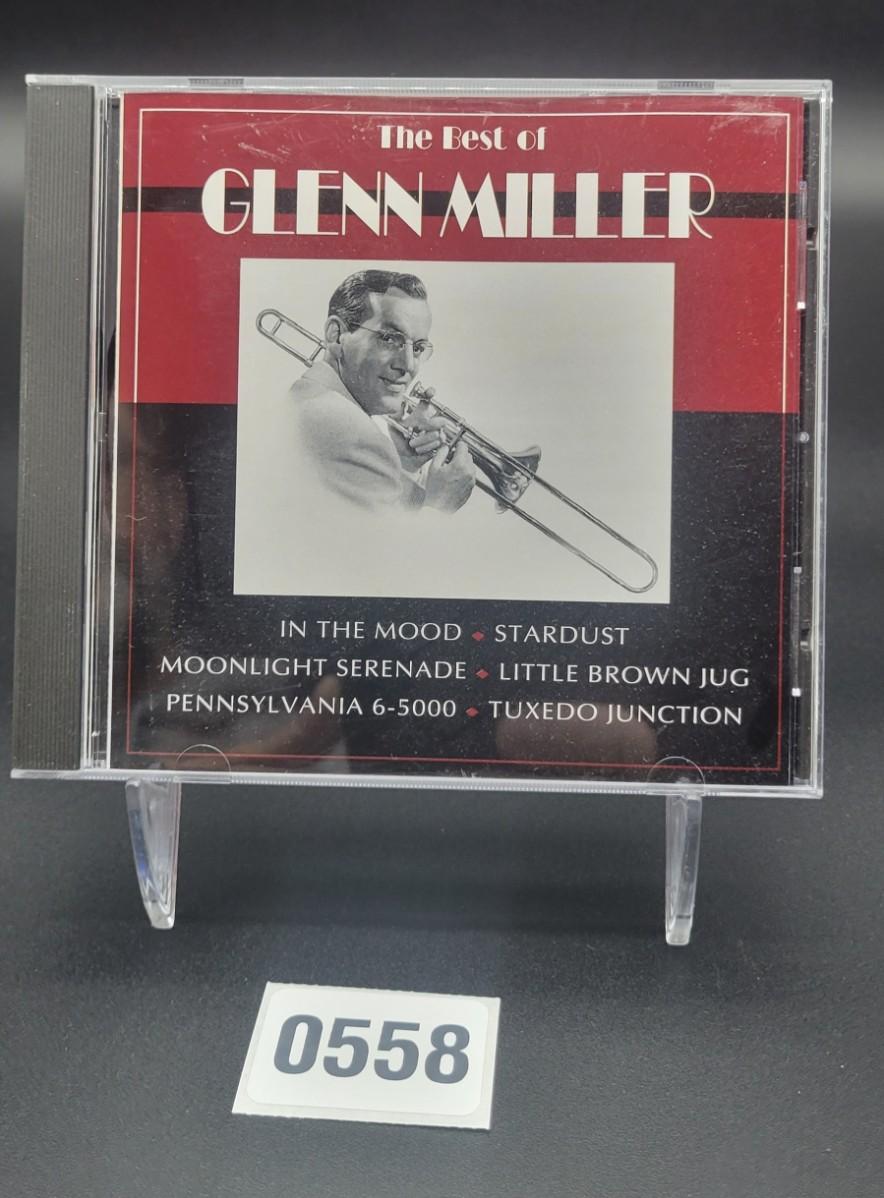 The Best of
GLENN MILLER
IN THE MOOD ◆ STARDUST
MOONLIGHT SERENADE ◆ LITTLE BROWN JUG
PENNSYLVANIA 6-5000 ◆ TUXEDO JUNCTION
0558